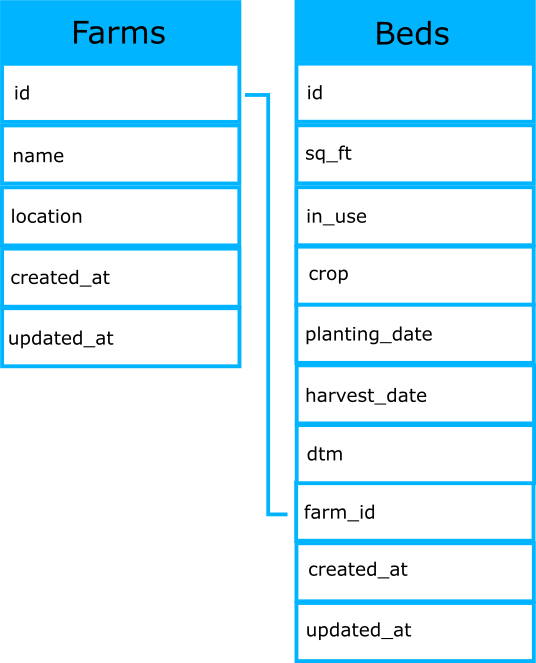 Farms
id
name
location
created_at
updated_at
Beds
id
sq_ft
in_use
crop
planting_date
harvest_date
dtm
farm_id
created_at
updated_at